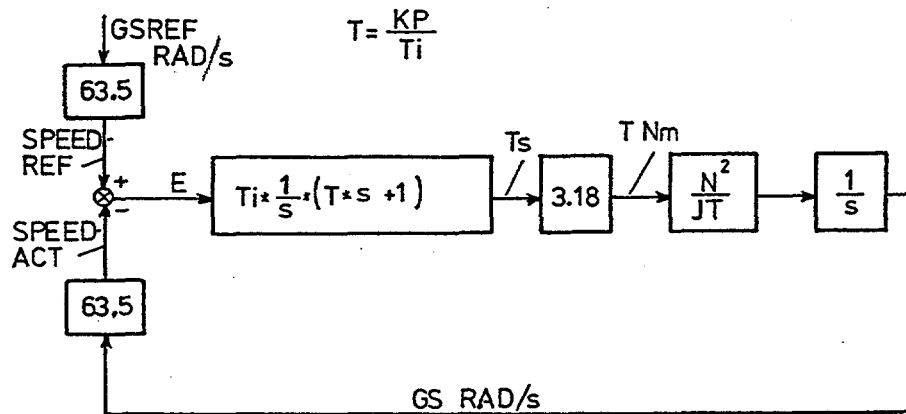 GSREF
RAD/s
T = KP / Ti
63.5
SPEED-
REF
+
-
E
Ti * 1/s * (T * s + 1)
Ts
3.18
T Nm
N² / JT
1/s
SPEED-
ACT
63,5
GS RAD/s